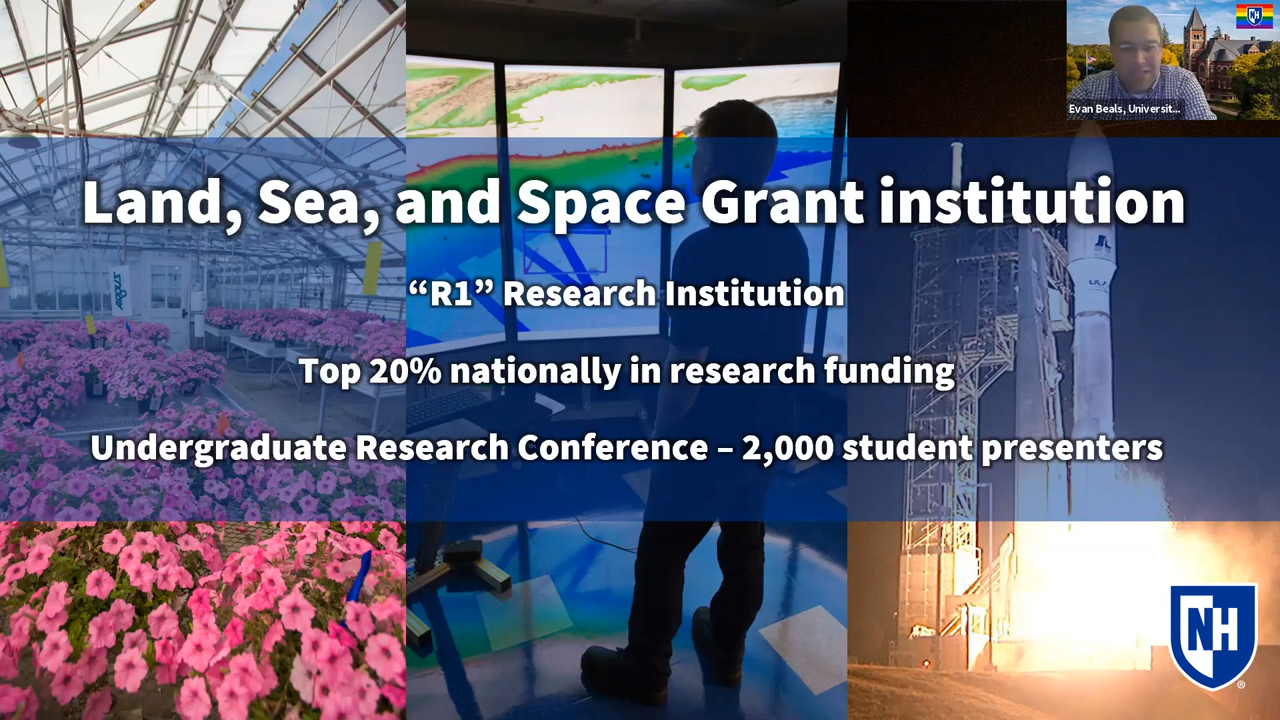 Evan Beals, Universit...
Land, Sea, and Space Grant institution
“R1” Research Institution
Top 20% nationally in research funding
Undergraduate Research Conference – 2,000 student presenters
NH
®